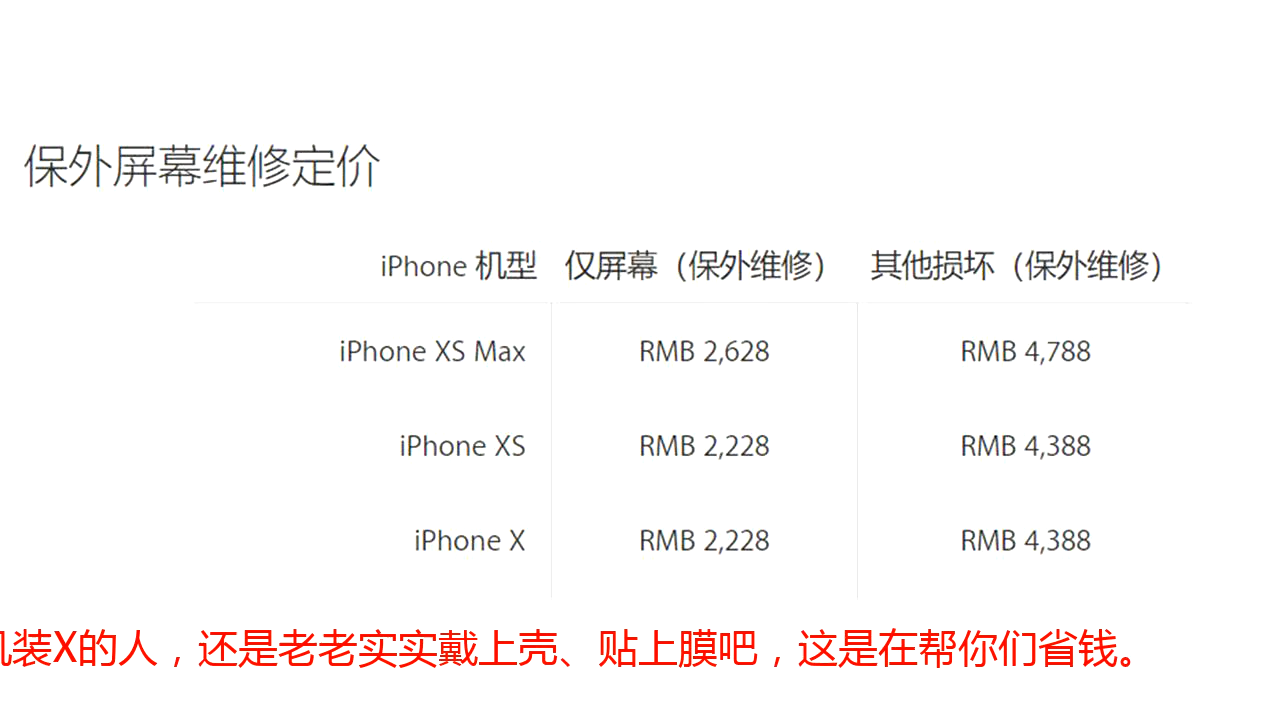 保外屏幕维修定价
iPhone 机型 仅屏幕（保外维修） 其他损坏（保外维修）
iPhone XS Max RMB 2,628 RMB 4,788
iPhone XS RMB 2,228 RMB 4,388
iPhone X RMB 2,228 RMB 4,388
机装X的人，还是老老实实戴上壳、贴上膜吧，这是在帮你们省钱。